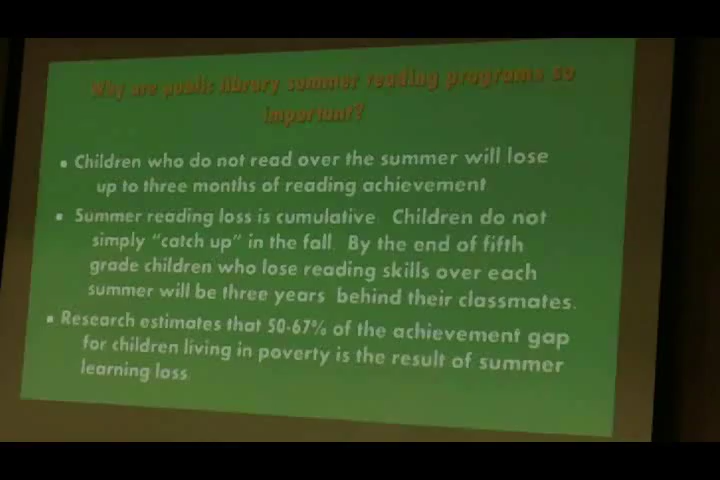 Why are public library summer reading programs so
important?
• Children who do not read over the summer will lose
up to three months of reading achievement
• Summer reading loss is cumulative. Children do not
simply "catch up" in the fall. By the end of fifth
grade children who lose reading skills over each
summer will be three years behind their classmates.
• Research estimates that 50-67% of the achievement gap
for children living in poverty is the result of summer
learning loss